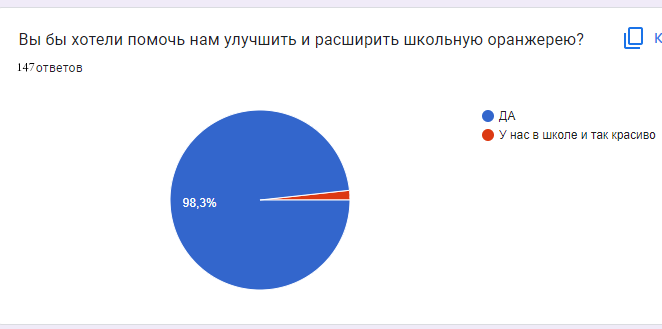 Вы бы хотели помочь нам улучшить и расширить школьную оранжерею?
К
147 ответов
ДА
У нас в школе и так красиво
98,3%